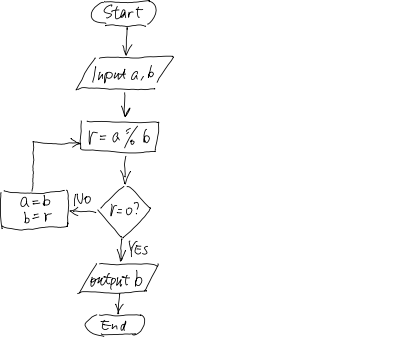 Start
Input a, b
r = a % b
r=0?
NO
a=b
b=r
YES
output b
End